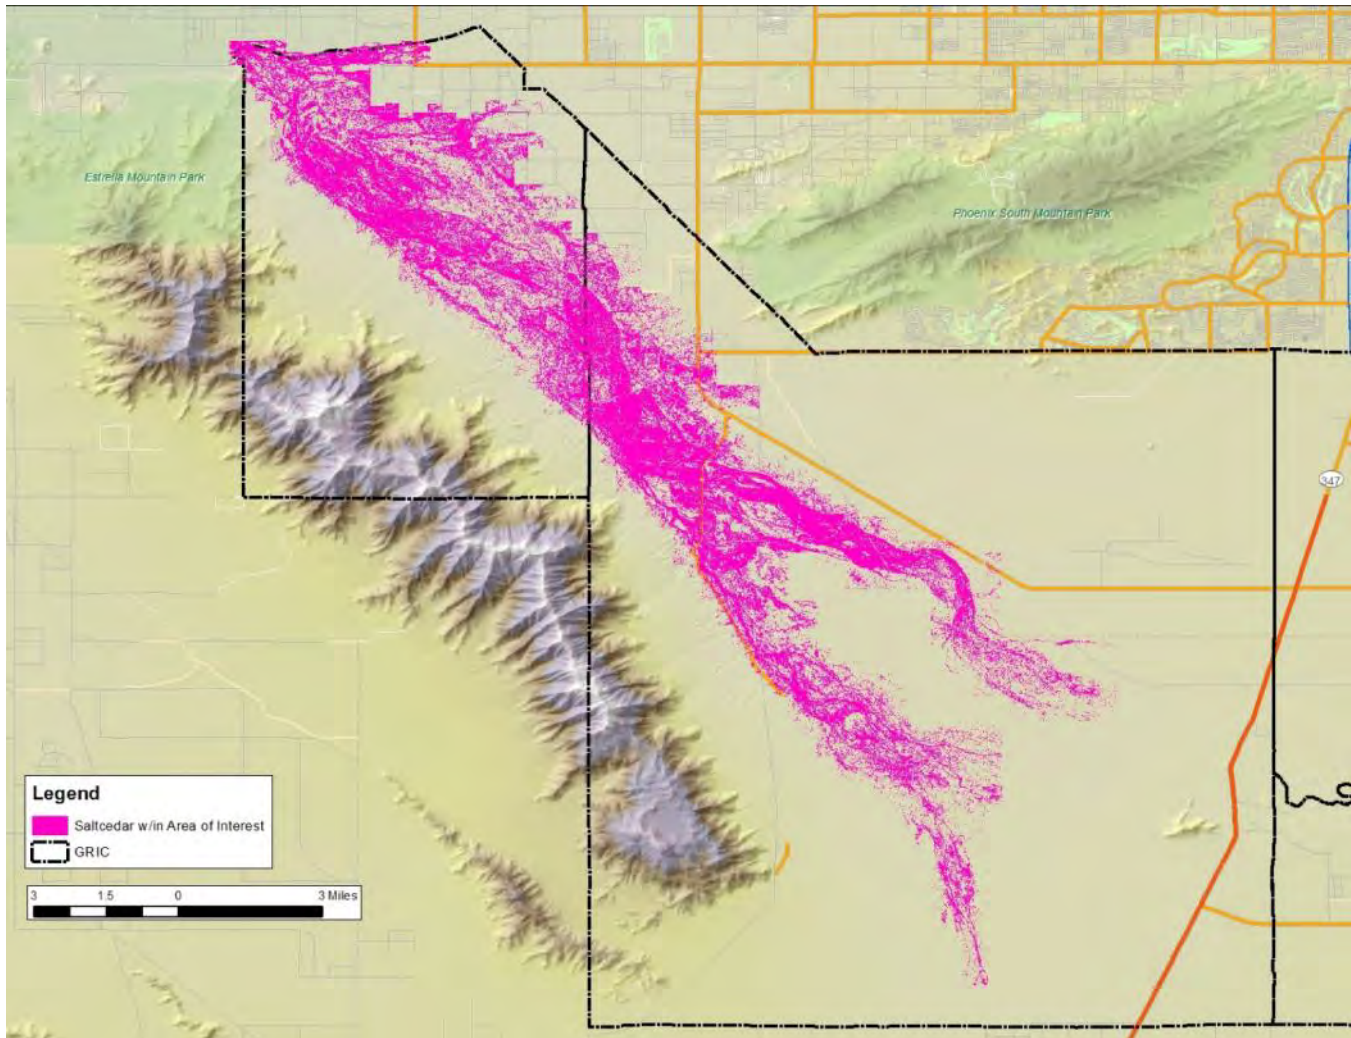 Estrella Mountain Park
Phoenix South Mountain Park
347
Legend
Saltcedar w/in Area of Interest
GRIC
3 1.5 0 3 Miles